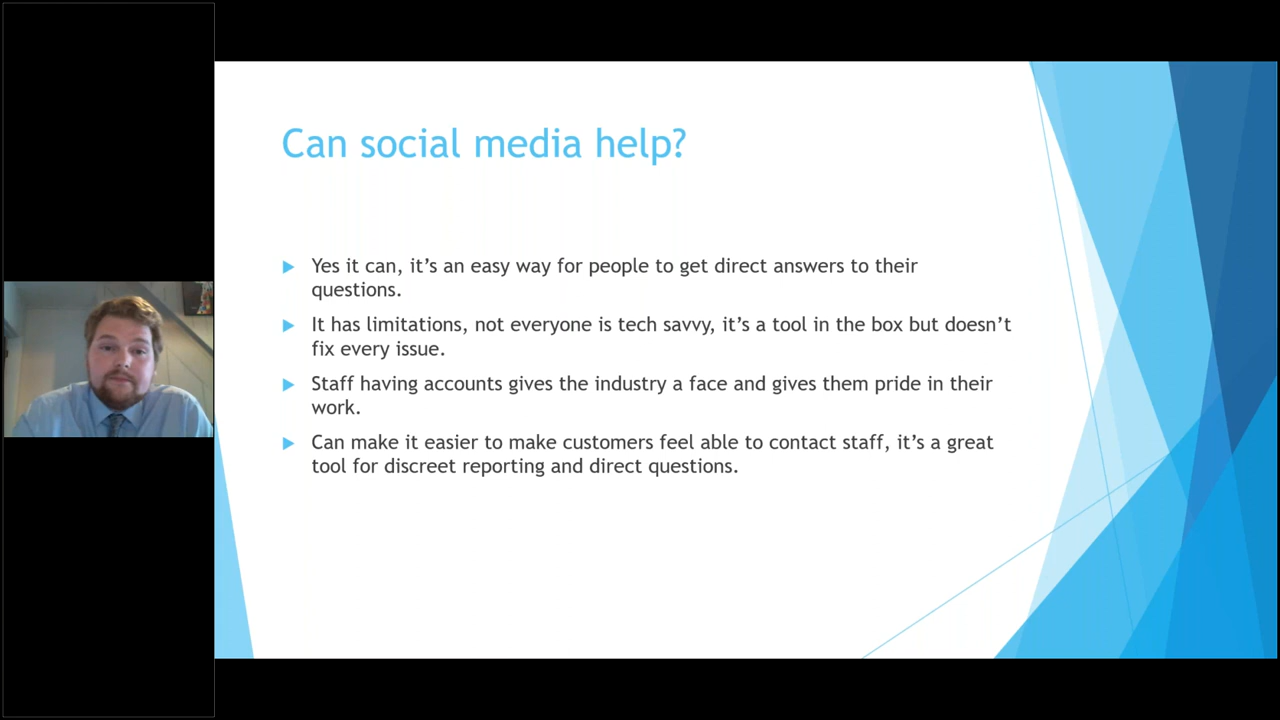 Can social media help?
Yes it can, it’s an easy way for people to get direct answers to their
questions.
It has limitations, not everyone is tech savvy, it’s a tool in the box but doesn’t
fix every issue.
Staff having accounts gives the industry a face and gives them pride in their
work.
Can make it easier to make customers feel able to contact staff, it’s a great
tool for discreet reporting and direct questions.